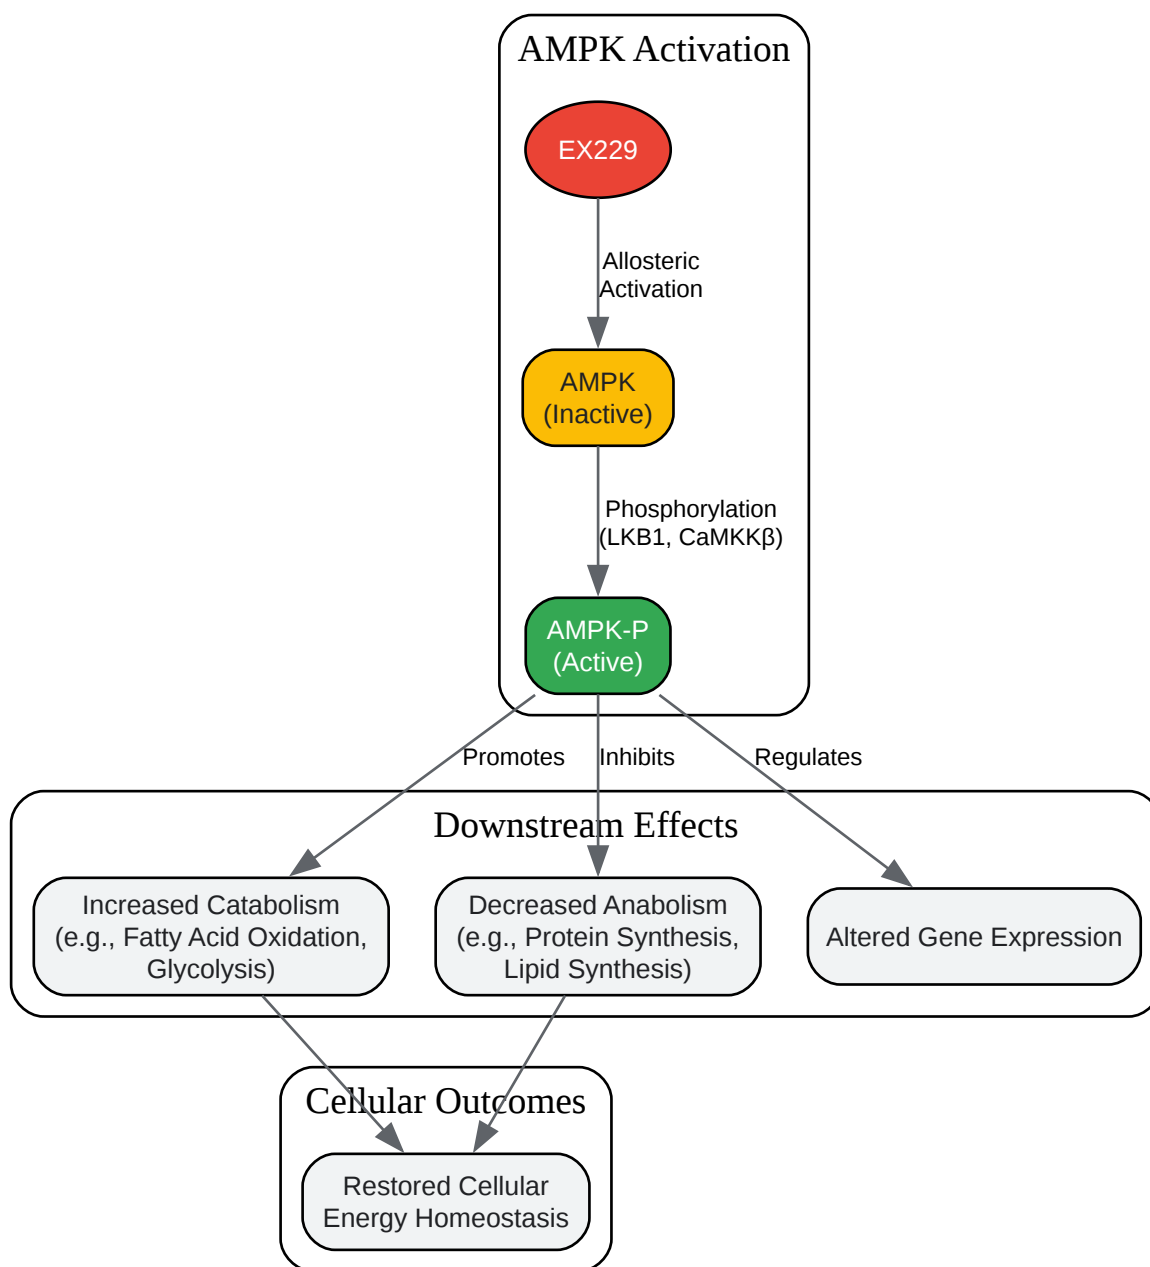 AMPK Activation
EX229
Allosteric
Activation
AMPK
(Inactive)
Phosphorylation
(LKB1, CaMKKβ)
AMPK-P
(Active)
Promotes
Inhibits
Regulates
Downstream Effects
Increased Catabolism
(e.g., Fatty Acid Oxidation,
Glycolysis)
Decreased Anabolism
(e.g., Protein Synthesis,
Lipid Synthesis)
Altered Gene Expression
Cellular Outcomes
Restored Cellular
Energy Homeostasis